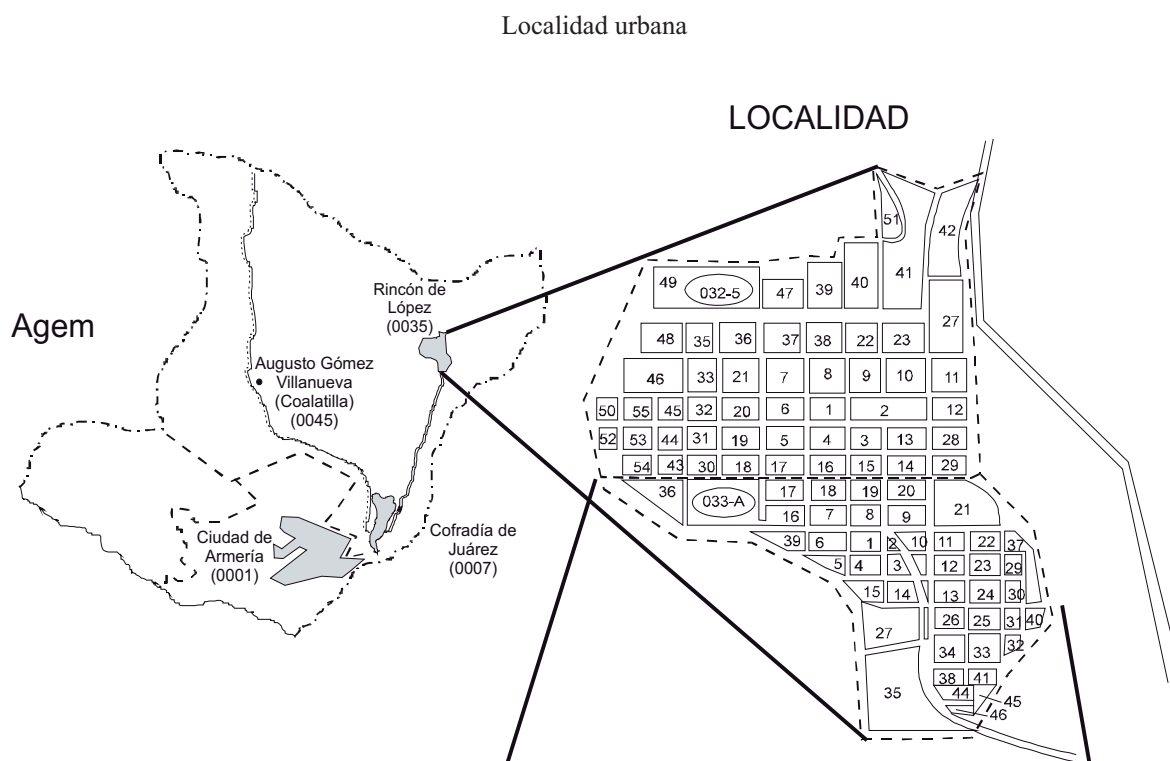 Localidad urbana
LOCALIDAD
Agem
Rincón de
López
(0035)
Augusto Gómez
Villanueva
(Coalatilla)
(0045)
Ciudad de
Armería
(0001)
Cofradía de
Juárez
(0007)
51
42
49 032-5 47 39 40 41
27
48 35 36 37 38 22 23
46 33 21 7 8 9 10 11
50 55 45 32 20 6 1 2 12
52 53 44 31 19 5 4 3 13 28
54 43 30 18 17 16 15 14 29
36 033-A 17 18 19 20 21
16 7 8 9
39 6 1 2 10 11 22 37
5 4 3 12 23 29
15 14 13 24 30
27 26 25 31 40
34 33 32
35 38 41
44 45
46